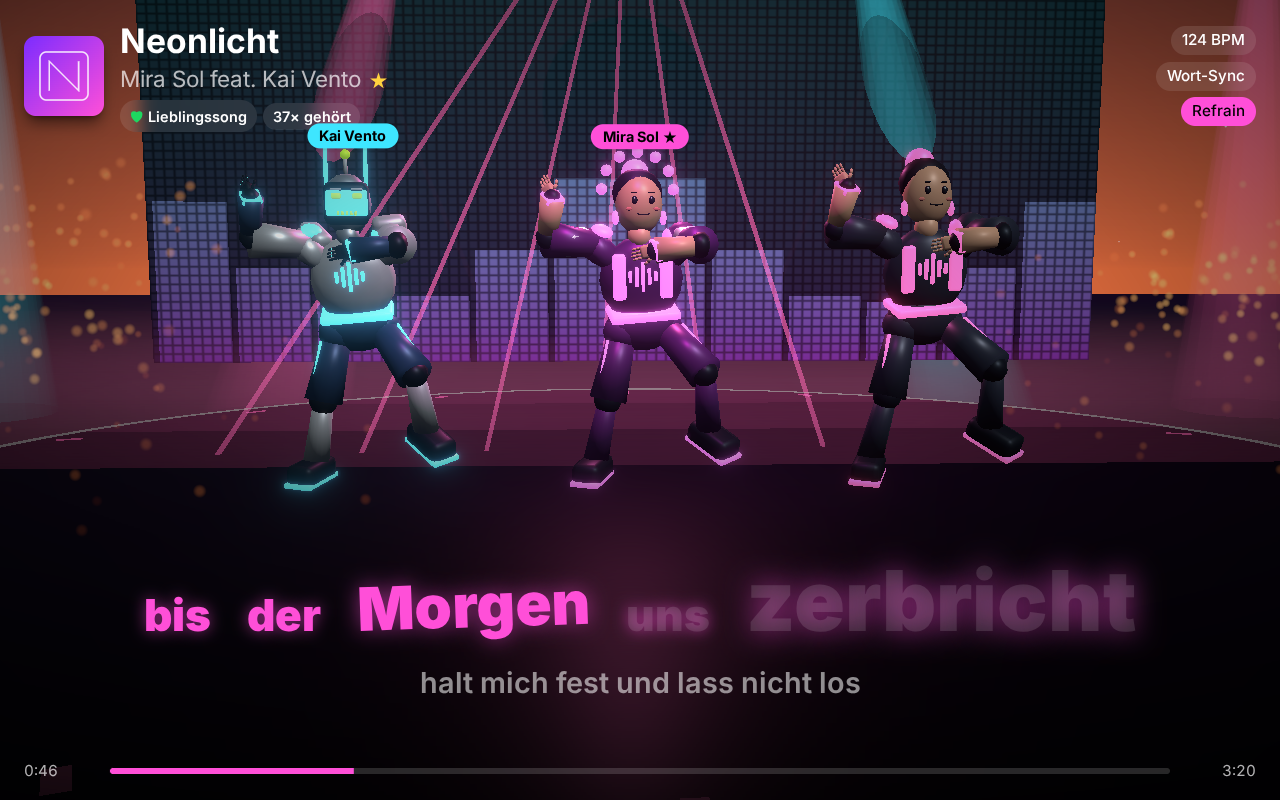 N
Neonlicht
Mira Sol feat. Kai Vento ★
Lieblingssong
37× gehört
124 BPM
Wort-Sync
Refrain
Kai Vento
Mira Sol ★
bis der Morgen uns zerbricht
halt mich fest und lass nicht los
0:46
3:20